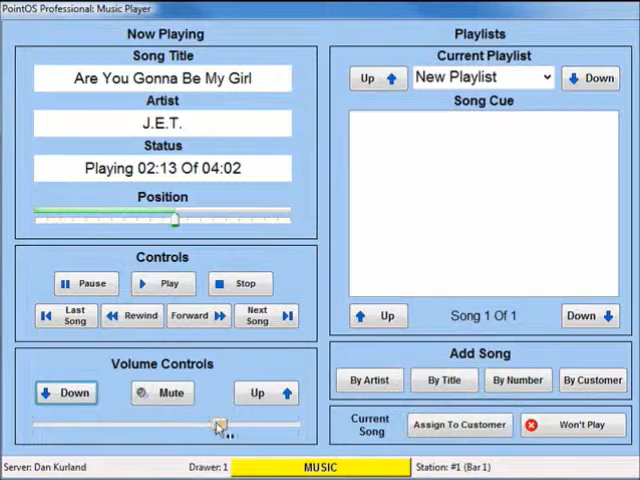 PointOS Professional: Music Player
Now Playing
Song Title
Are You Gonna Be My Girl
Artist
J.E.T.
Status
Playing 02:13 Of 04:02
Position
Controls
Pause
Play
Stop
Last Song
Rewind
Forward
Next Song
Volume Controls
Down
Mute
Up
Playlists
Current Playlist
Up
New Playlist
Down
Song Cue
Up
Song 1 Of 1
Down
Add Song
By Artist
By Title
By Number
By Customer
Current Song
Assign To Customer
Won't Play
Server: Dan Kurland
Drawer: 1
MUSIC
Station: #1 (Bar1)